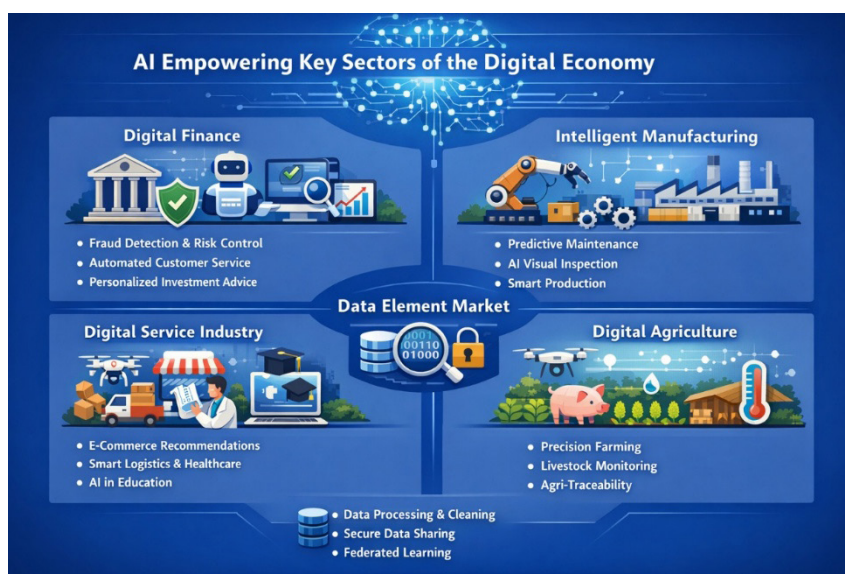 AI Empowering Key Sectors of the Digital Economy
Digital Finance
• Fraud Detection & Risk Control
• Automated Customer Service
• Personalized Investment Advice
Intelligent Manufacturing
• Predictive Maintenance
• AI Visual Inspection
• Smart Production
Data Element Market
0001
00110
01000
Digital Service Industry
• E-Commerce Recommendations
• Smart Logistics & Healthcare
• AI in Education
Digital Agriculture
• Precision Farming
• Livestock Monitoring
• Agri-Traceability
• Data Processing & Cleaning
• Secure Data Sharing
• Federated Learning